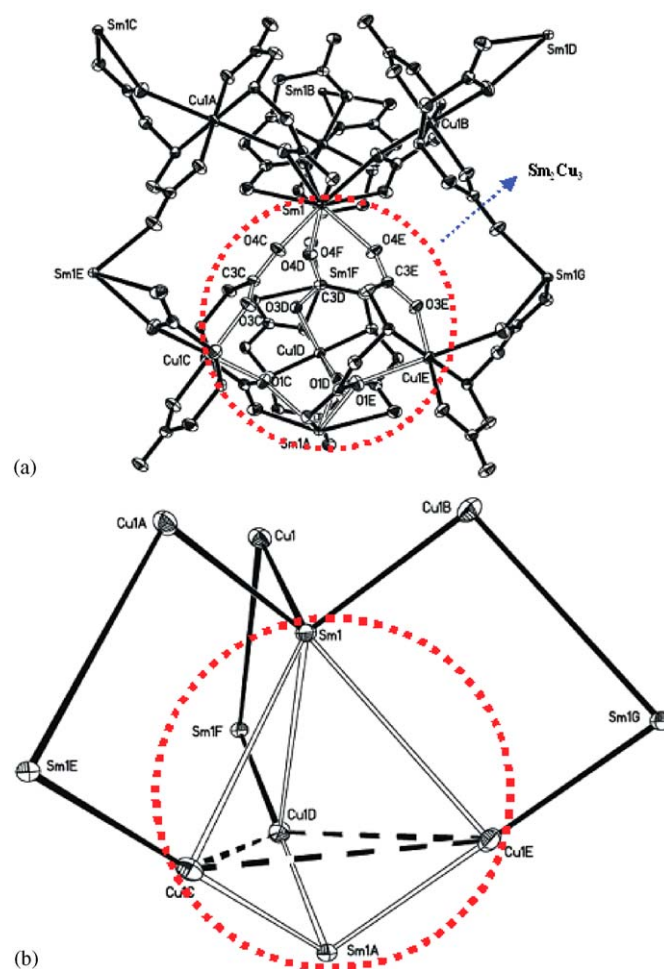 Sm1C
Sm1D
Sm1B
Cu1A
Cu1B
Sm₂Cu₃
Sm1
O4C
O4D
O4F
O4E
Sm1E
C3C
Sm1F
C3E
Sm1G
O3C
O3D
C3D
O3E
Cu1C
Cu1D
O1C
O1D
O1E
Cu1E
Sm1A
(a)
Cu1A
Cu1
Cu1B
Sm1
Sm1F
Sm1G
Sm1E
Cu1D
Cu1C
Cu1E
Sm1A
(b)